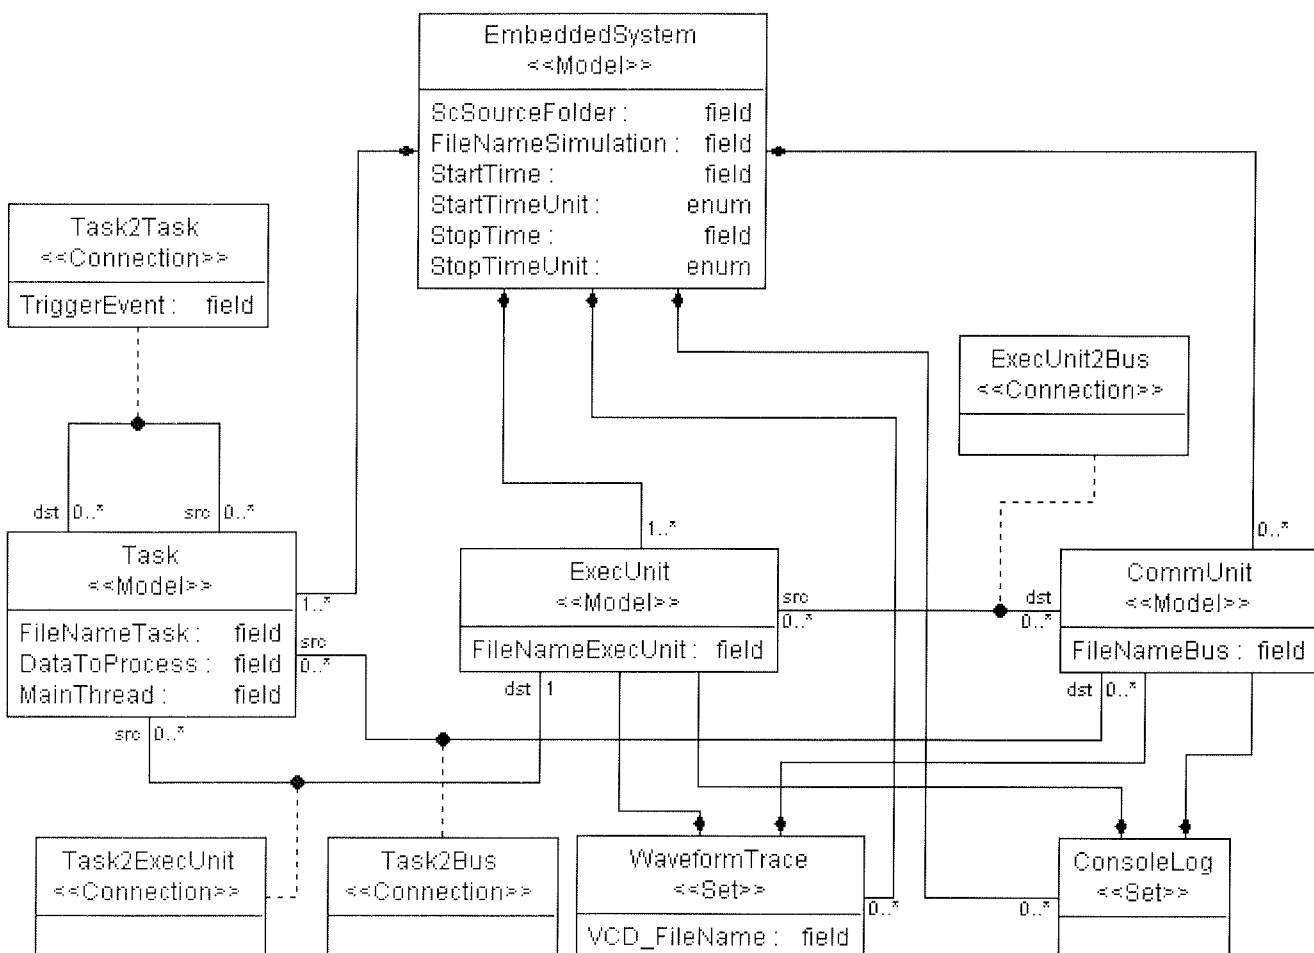 EmbeddedSystem
<<Model>>
ScSourceFolder : field
FileNameSimulation : field
StartTime : field
StartTimeUnit : enum
StopTime : field
StopTimeUnit : enum
Task2Task
<<Connection>>
TriggerEvent : field
ExecUnit2Bus
<<Connection>>
dst 0..*
src 0..*
1..*
0..*
Task
<<Model>>
FileNameTask : field
DataToProcess : field
MainThread : field
1..*
src
0..*
src 0..*
ExecUnit
<<Model>>
FileNameExecUnit : field
src
0..*
dst 1
dst
0..*
CommUnit
<<Model>>
FileNameBus : field
dst 0..*
Task2ExecUnit
<<Connection>>
Task2Bus
<<Connection>>
WaveformTrace
<<Set>>
VCD_FileName : field
0..*
0..*
ConsoleLog
<<Set>>